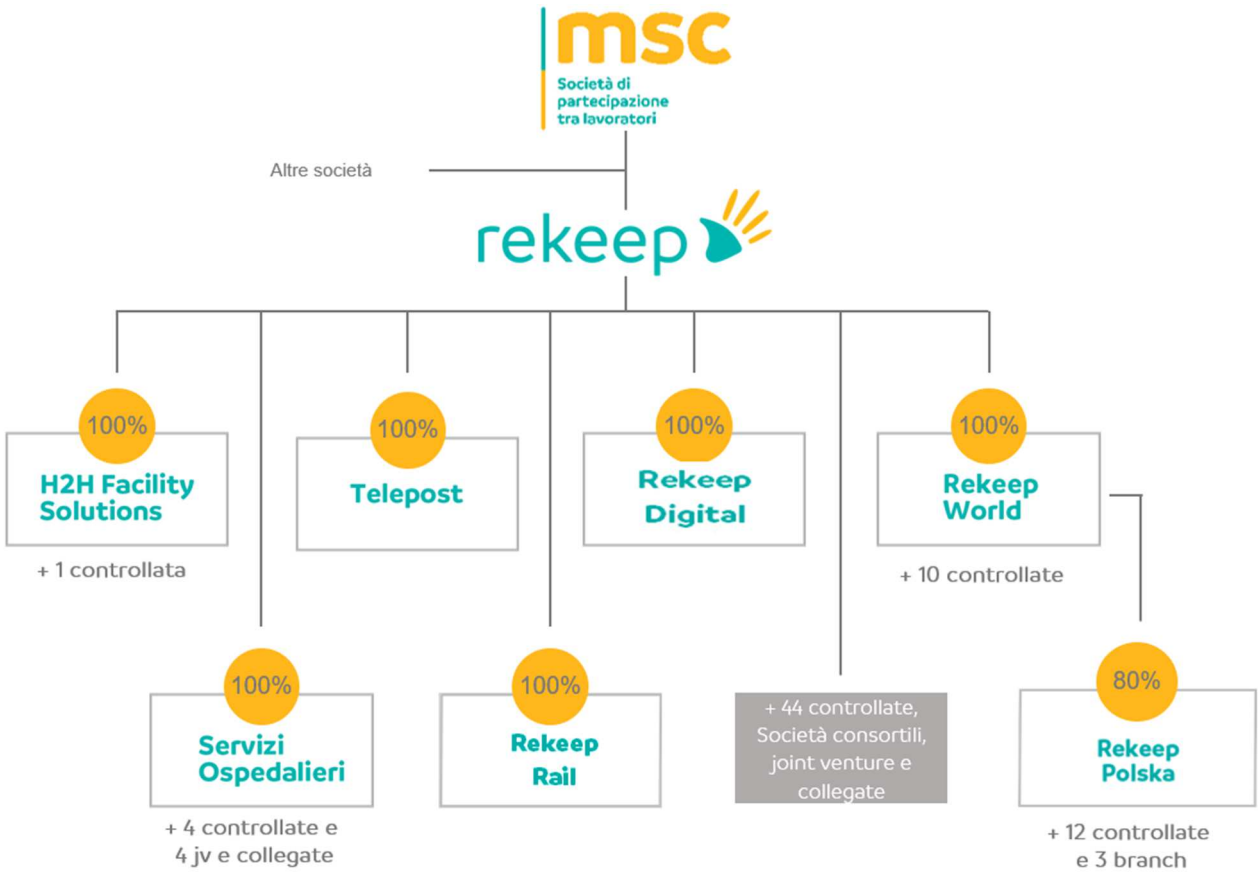 msc
Società di
partecipazione
tra lavoratori
Altre società
rekeep
100%
H2H Facility
Solutions
+ 1 controllata
100%
Telepost
100%
Rekeep
Digital
100%
Rekeep
World
+ 10 controllate
100%
Servizi
Ospedalieri
+ 4 controllate e
4 jv e collegate
100%
Rekeep
Rail
+ 44 controllate,
Società consortili,
joint venture e
collegate
80%
Rekeep
Polska
+ 12 controllate
e 3 branch